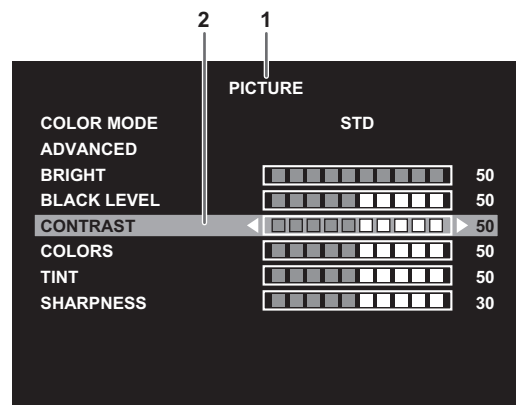 2 1
PICTURE
COLOR MODE STD
ADVANCED
BRIGHT 50
BLACK LEVEL 50
CONTRAST 50
COLORS 50
TINT 50
SHARPNESS 30